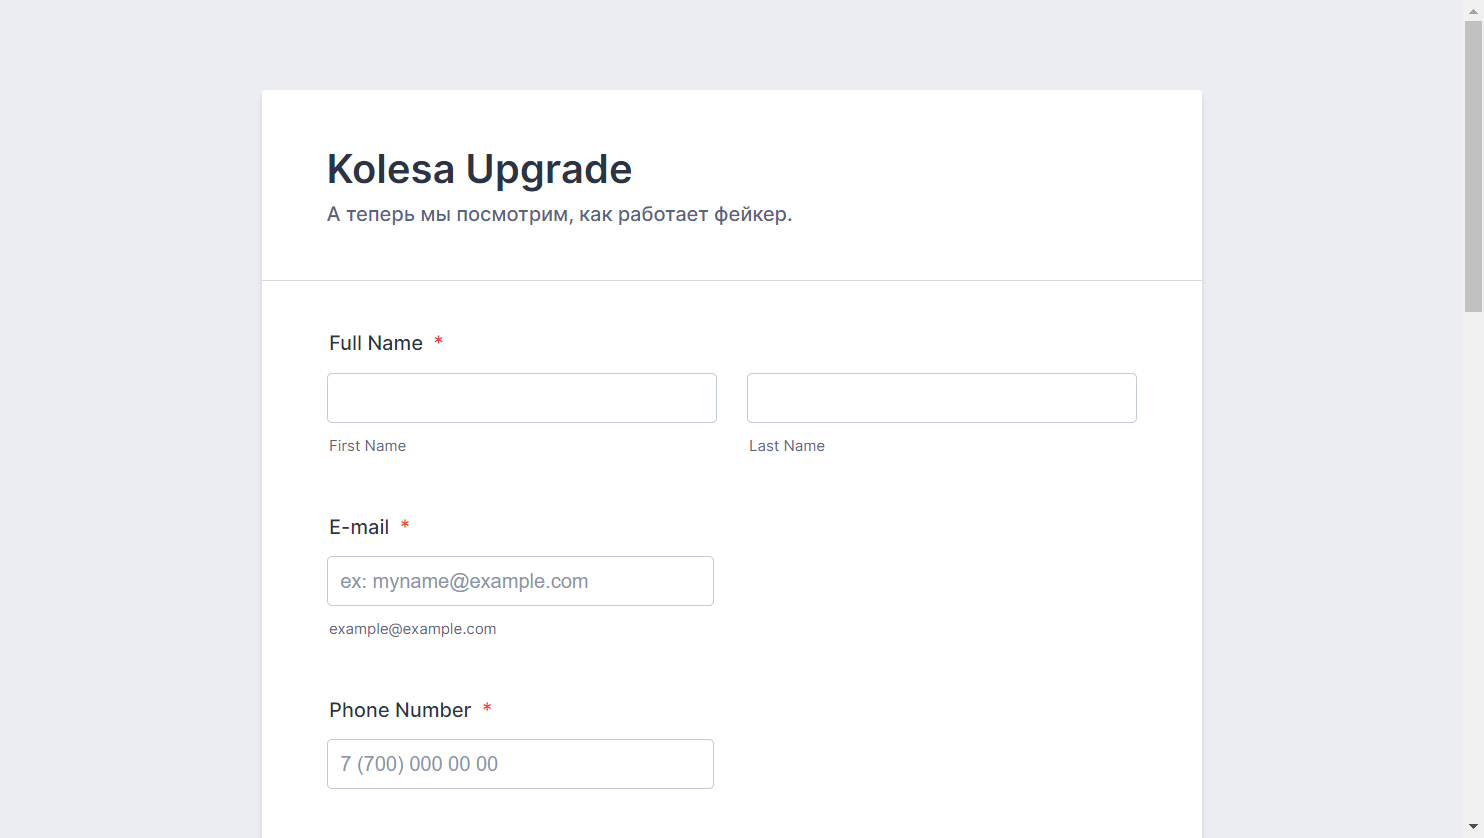 Kolesa Upgrade
А теперь мы посмотрим, как работает фейкер.
Full Name *
First Name
Last Name
E-mail *
ex: myname@example.com
example@example.com
Phone Number *
7 (700) 000 00 00